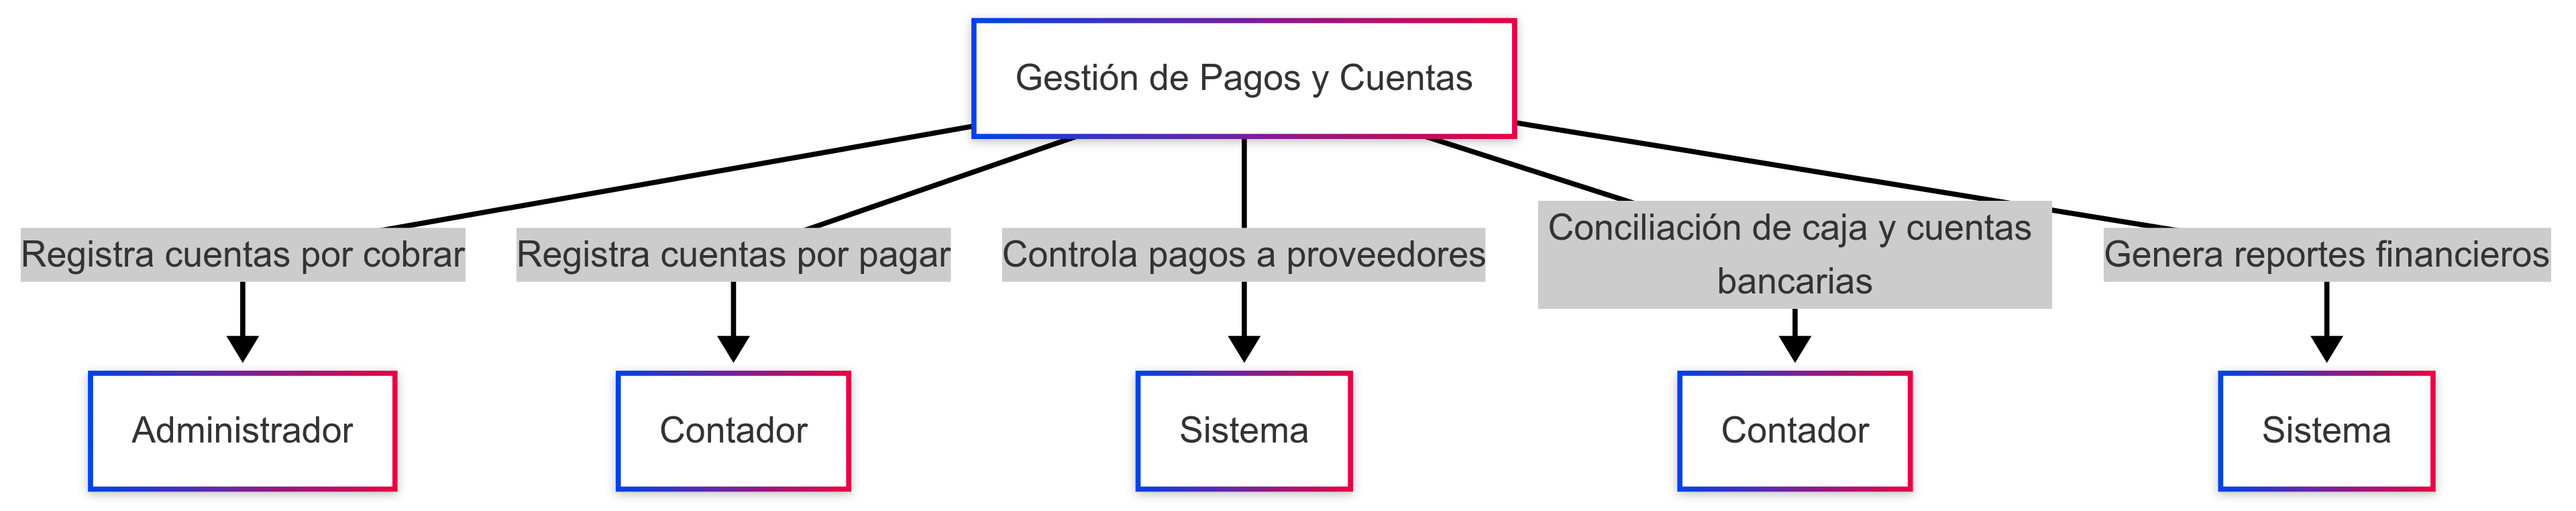 Gestión de Pagos y Cuentas
Registra cuentas por cobrar
Registra cuentas por pagar
Controla pagos a proveedores
Conciliación de caja y cuentas
bancarias
Genera reportes financieros
Administrador
Contador
Sistema
Contador
Sistema